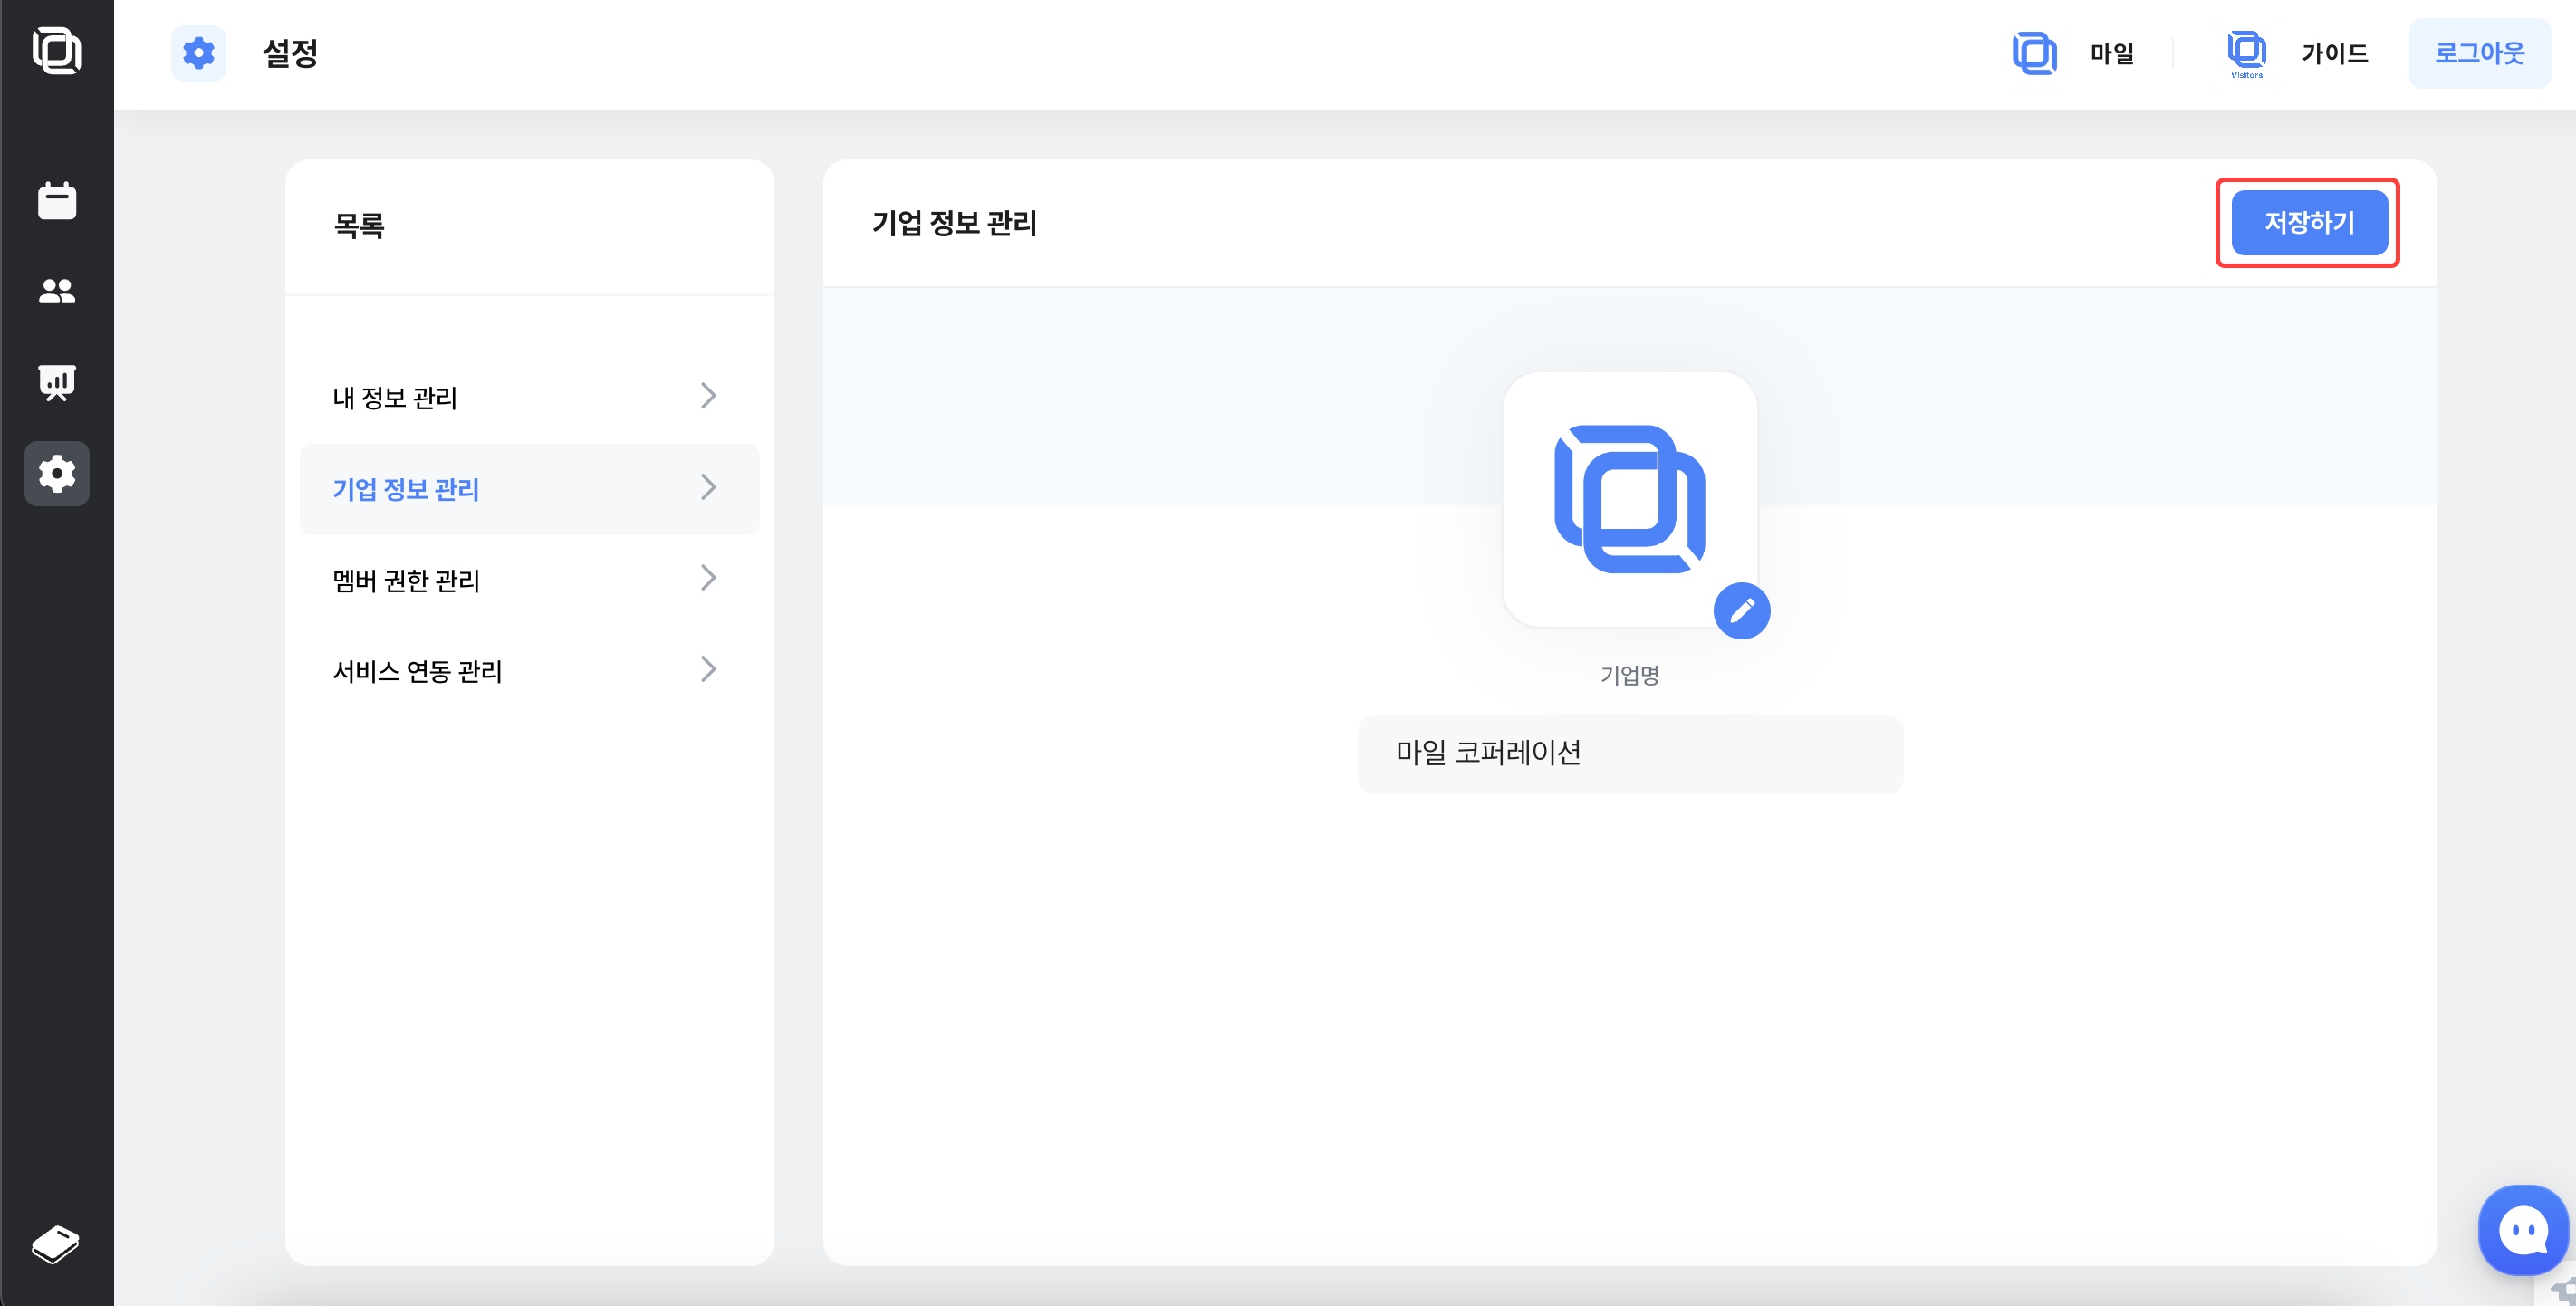 설정
마일
Visitors
가이드
로그아웃
목록
내 정보 관리
기업 정보 관리
멤버 권한 관리
서비스 연동 관리
기업 정보 관리
저장하기
기업명
마일 코퍼레이션